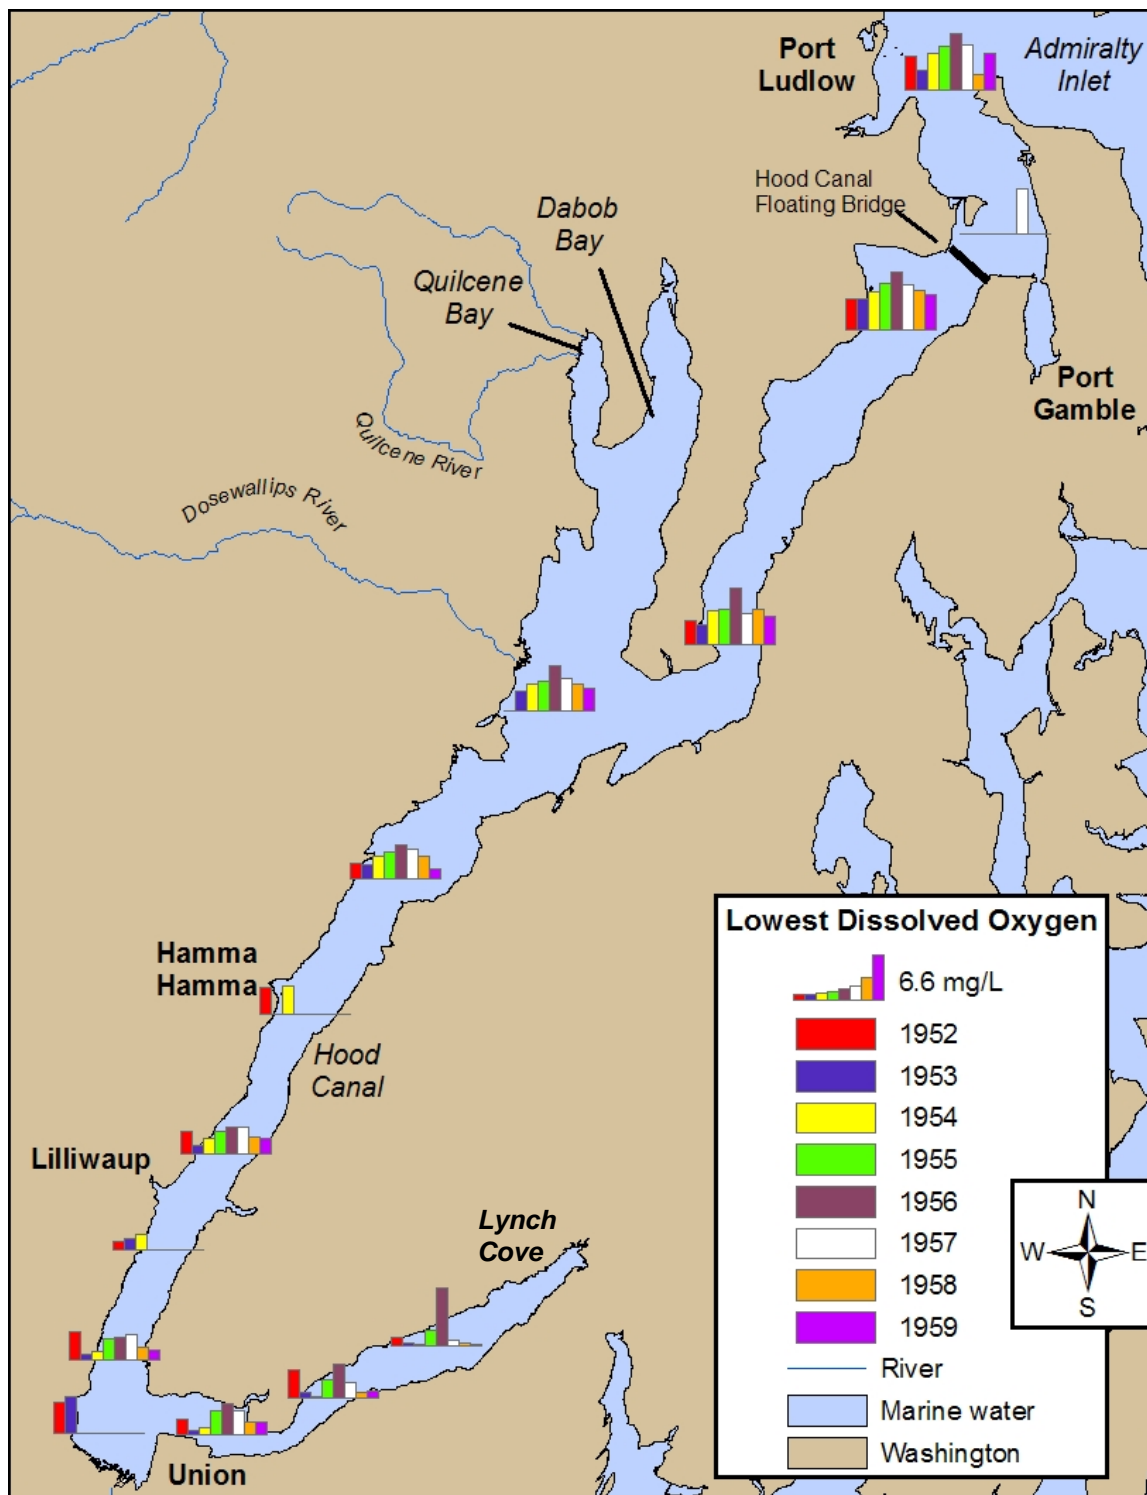 Port
Ludlow
Admiralty
Inlet
Hood Canal
Floating Bridge
Dabob
Bay
Quilcene
Bay
Port
Gamble
Quilcene River
Dosewallips River
Hamma
Hamma
Hood
Canal
Lilliwaup
Lynch
Cove
Union
Lowest Dissolved Oxygen
6.6 mg/L
1952
1953
1954
1955
1956
1957
1958
1959
River
Marine water
Washington
N
W E
S